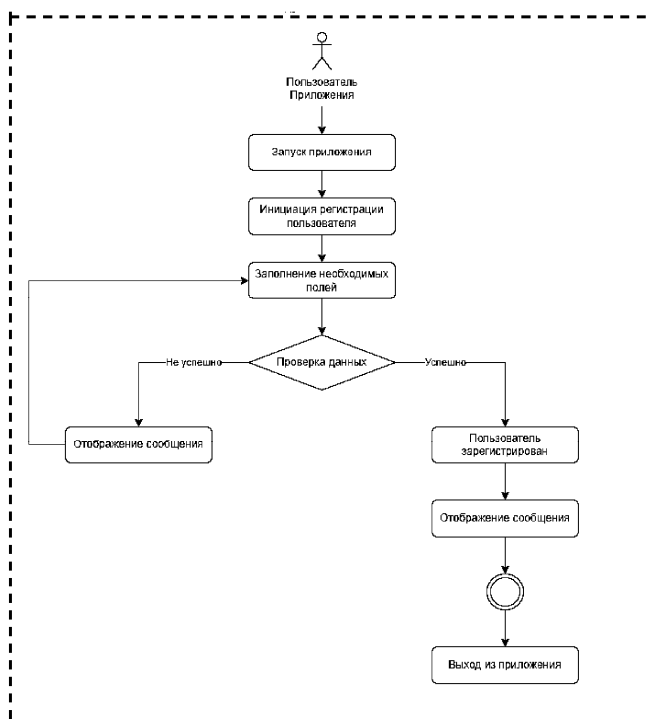 Пользователь
Приложения
Запуск приложения
Инициация регистрации
пользователя
Заполнение необходимых
полей
Не успешно
Проверка данных
Успешно
Отображение сообщения
Пользователь
зарегистрирован
Отображение сообщения
Выход из приложения